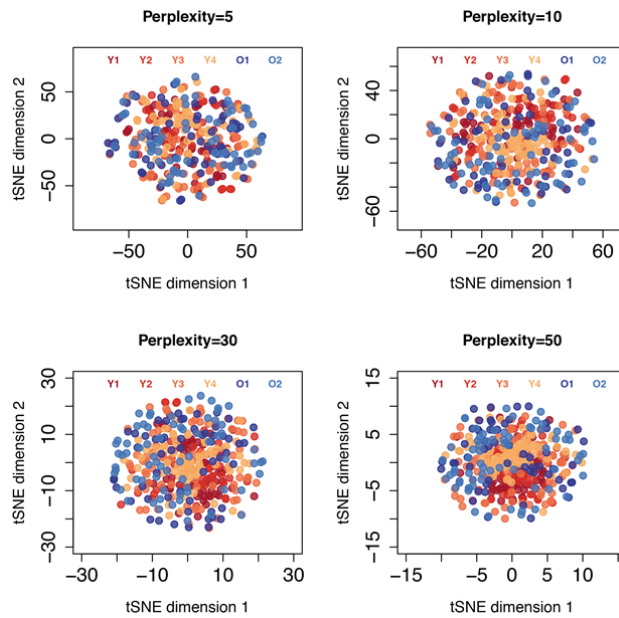 Perplexity=5
Y1 Y2 Y3 Y4 O1 O2
tSNE dimension 2
50
0
−50
−50 0 50
tSNE dimension 1
Perplexity=10
Y1 Y2 Y3 Y4 O1 O2
tSNE dimension 2
40
0
−60
−60 −20 20 60
tSNE dimension 1
Perplexity=30
Y1 Y2 Y3 Y4 O1 O2
tSNE dimension 2
30
10
−10
−30
−30 −10 10 30
tSNE dimension 1
Perplexity=50
Y1 Y2 Y3 Y4 O1 O2
tSNE dimension 2
15
5
−5
−15
−15 −5 0 5 10
tSNE dimension 1